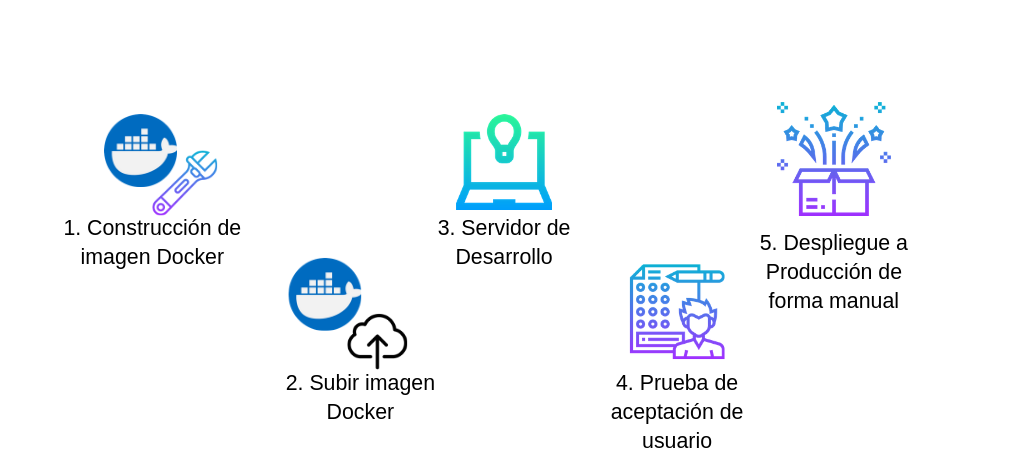 1. Construcción de
imagen Docker
2. Subir imagen
Docker
3. Servidor de
Desarrollo
4. Prueba de
aceptación de
usuario
5. Despliegue a
Producción de
forma manual